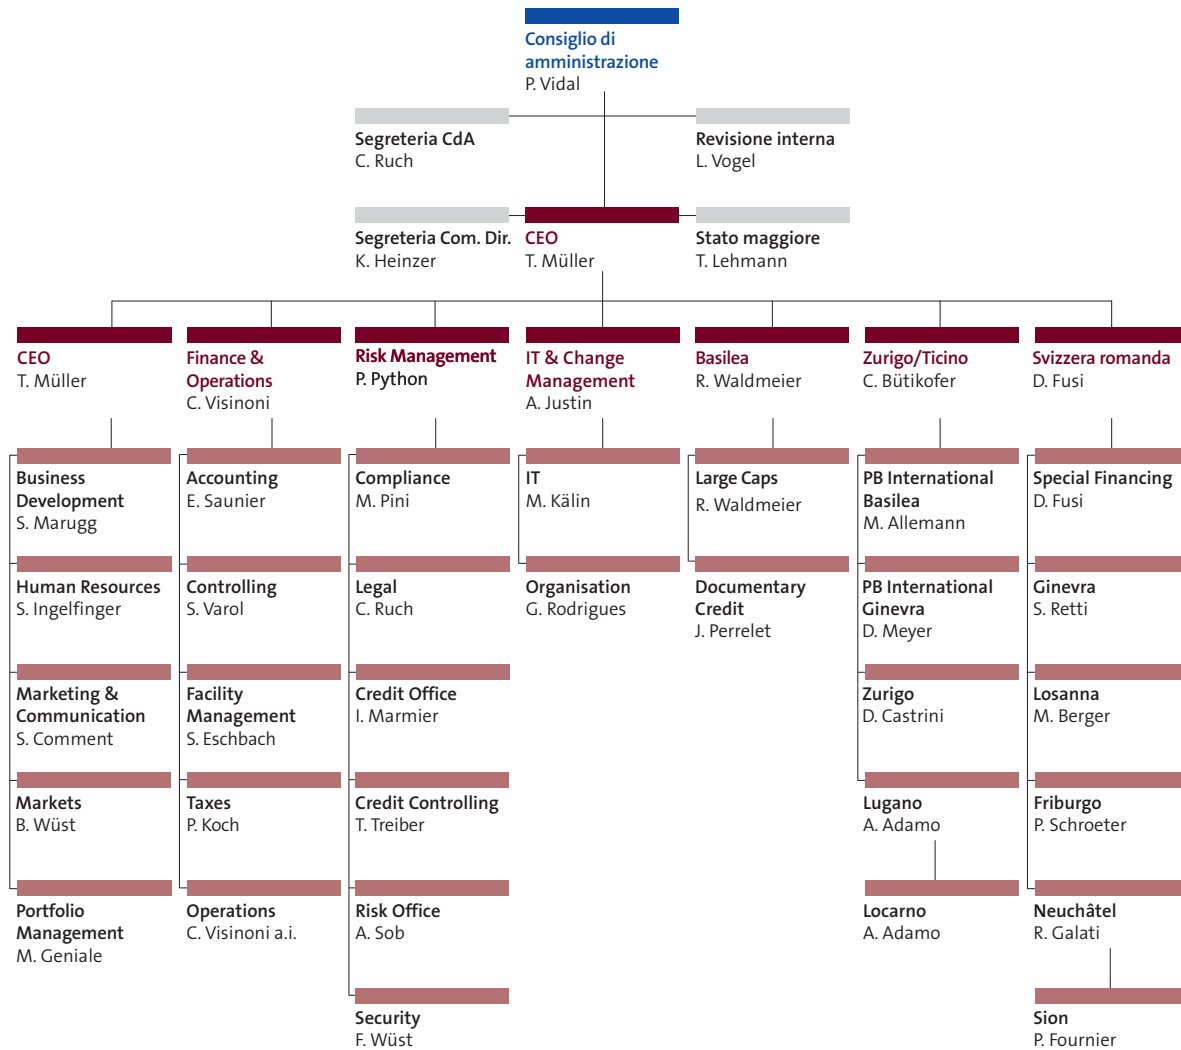 Consiglio di
amministrazione
P. Vidal
Segreteria CdA
C. Ruch
Revisione interna
L. Vogel
Segreteria Com. Dir.
K. Heinzer
CEO
T. Müller
Stato maggiore
T. Lehmann
CEO
T. Müller
Finance &
Operations
C. Visinoni
Risk Management
P. Python
IT & Change
Management
A. Justin
Basilea
R. Waldmeier
Zurigo/Ticino
C. Bütikofer
Svizzera romanda
D. Fusi
Business
Development
S. Marugg
Human Resources
S. Ingelfinger
Marketing &
Communication
S. Comment
Markets
B. Wüst
Portfolio
Management
M. Geniale
Accounting
E. Saunier
Controlling
S. Varol
Facility
Management
S. Eschbach
Taxes
P. Koch
Operations
C. Visinoni a.i.
Compliance
M. Pini
Legal
C. Ruch
Credit Office
I. Marmier
Credit Controlling
T. Treiber
Risk Office
A. Sob
Security
F. Wüst
IT
M. Kälin
Organisation
G. Rodrigues
Large Caps
R. Waldmeier
Documentary
Credit
J. Perrelet
PB International
Basilea
M. Allemann
PB International
Ginevra
D. Meyer
Zurigo
D. Castrini
Lugano
A. Adamo
Locarno
A. Adamo
Special Financing
D. Fusi
Ginevra
S. Retti
Losanna
M. Berger
Friburgo
P. Schroeter
Neuchâtel
R. Galati
Sion
P. Fournier